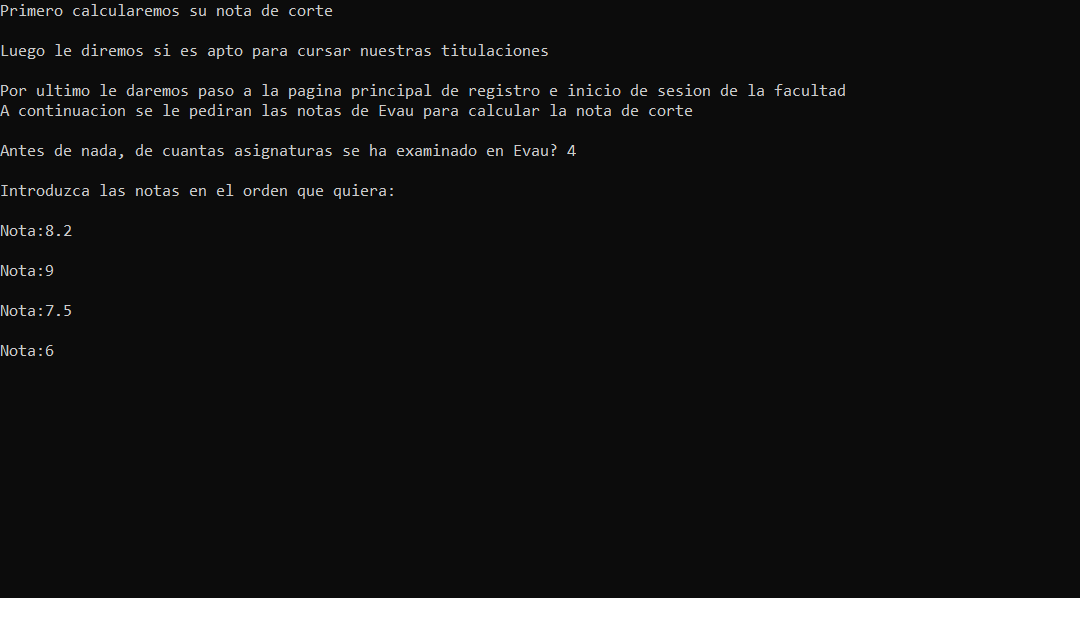 Primero calcularemos su nota de corte
Luego le diremos si es apto para cursar nuestras titulaciones
Por ultimo le daremos paso a la pagina principal de registro e inicio de sesion de la facultad
A continuacion se le pediran las notas de Evau para calcular la nota de corte
Antes de nada, de cuantas asignaturas se ha examinado en Evau? 4
Introduzca las notas en el orden que quiera:
Nota:8.2
Nota:9
Nota:7.5
Nota:6